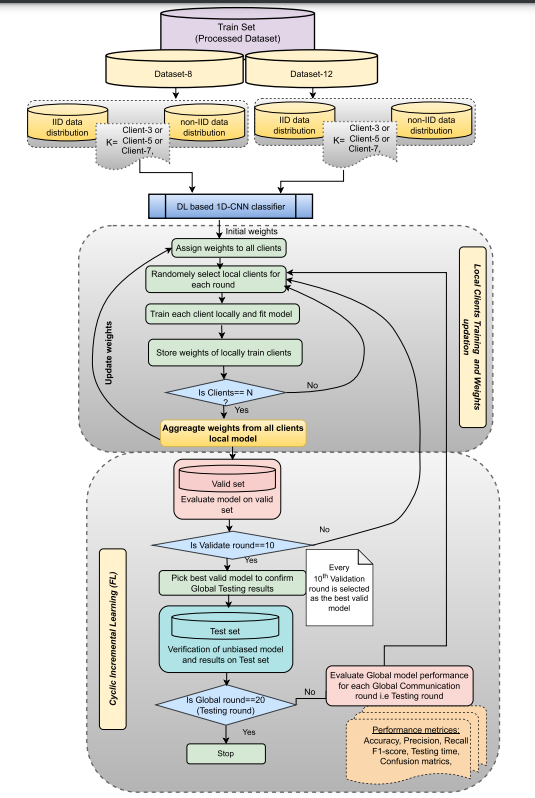 Train Set
(Processed Dataset)
Dataset-8
Dataset-12
IID data
distribution
K=
Client-3 or
Client-5 or
Client-7,
non-IID data
distribution
IID data
distribution
K=
Client-3 or
Client-5 or
Client-7,
non-IID data
distribution
DL based 1D-CNN classifier
Initial weights
Assign weights to all clients
Randomely select local clients for
each round
Train each client locally and fit model
Store weights of locally train clients
Is Clients== N
?
No
Yes
Aggreagte weights from all clients
local model
Update weights
Local Clients Training and Weights
updation
Valid set
Evaluate model on valid
set
Is Validate round==10
No
Yes
Every
10th Validation
round is selected
as the best valid
model
Pick best valid model to confirm
Global Testing results
Test set
Verification of unbiased model
and results on Test set
Cyclic Incremental Learning (FL)
Is Global round==20
(Testing round)
No
Yes
Stop
Evaluate Global model performance
for each Global Communication
round i.e Testing round
Performance metrices:
Accuracy, Precision, Recall
F1-score, Testing time,
Confusion matrics,